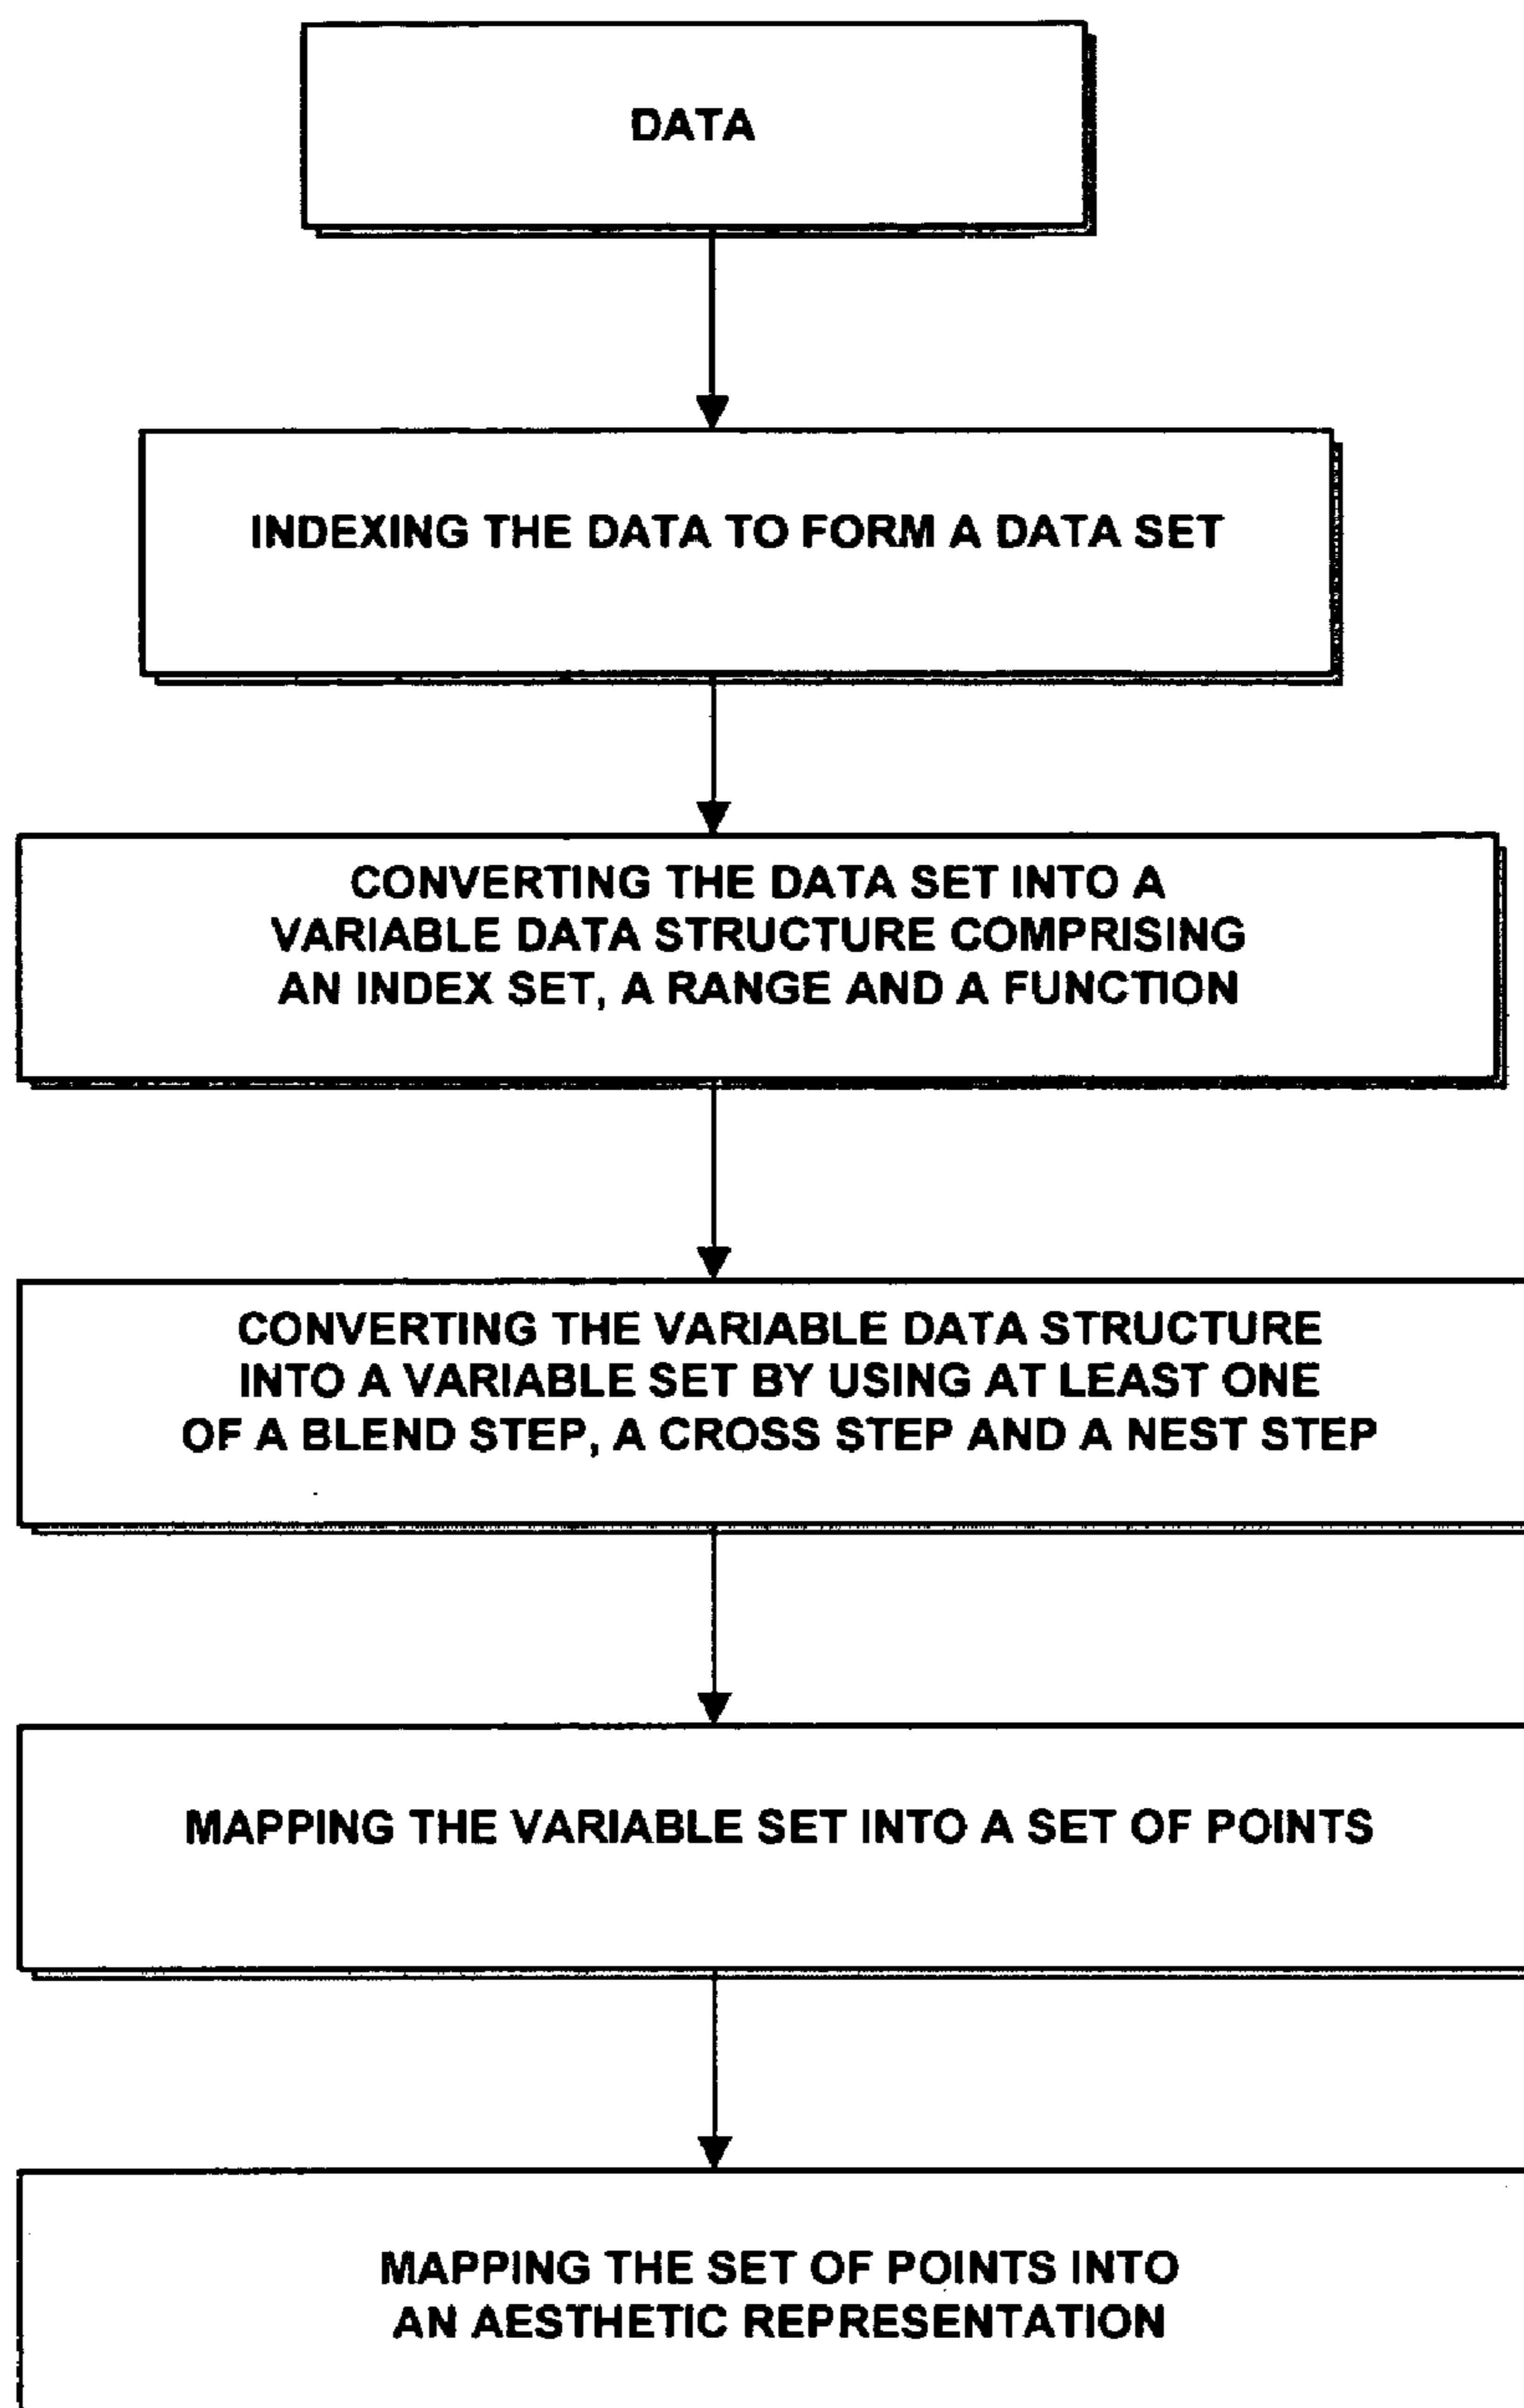 DATA
INDEXING THE DATA TO FORM A DATA SET
CONVERTING THE DATA SET INTO A
VARIABLE DATA STRUCTURE COMPRISING
AN INDEX SET, A RANGE AND A FUNCTION
CONVERTING THE VARIABLE DATA STRUCTURE
INTO A VARIABLE SET BY USING AT LEAST ONE
OF A BLEND STEP, A CROSS STEP AND A NEST STEP
MAPPING THE VARIABLE SET INTO A SET OF POINTS
MAPPING THE SET OF POINTS INTO
AN AESTHETIC REPRESENTATION